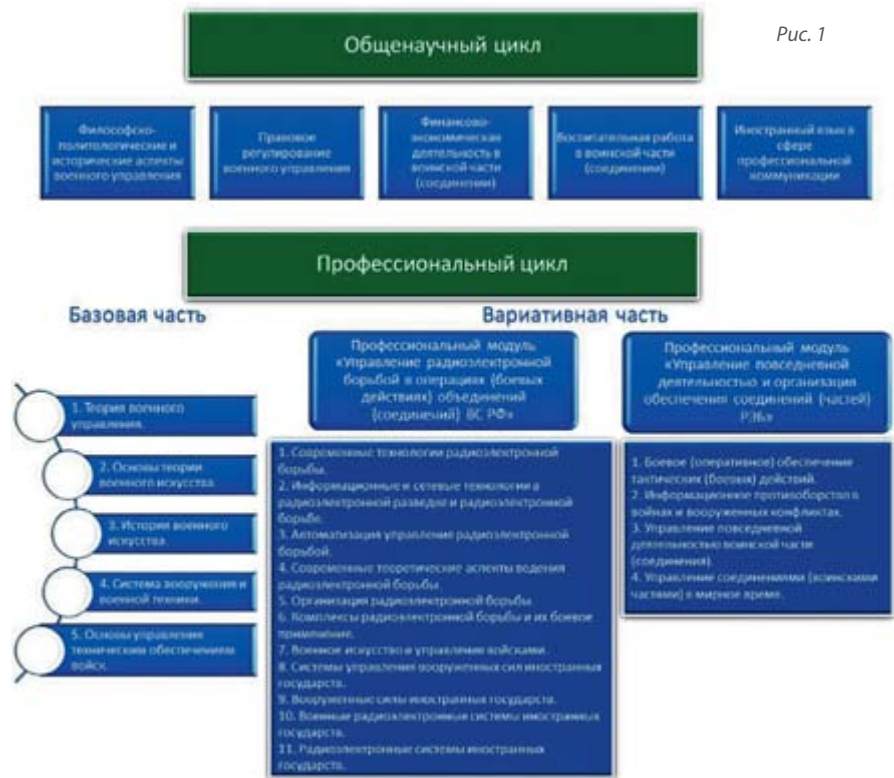 Рис. 1
Общенаучный цикл
Философско-
политологические и
исторические аспекты
военного управления
Правовое
регулирование
военного управления
Финансово-
экономическая
деятельность в
воинской части
(соединении)
Воспитательная работа
в воинской части
(соединении)
Иностранный язык в
сфере
профессиональной
коммуникации
Профессиональный цикл
Базовая часть
1. Теория военного
управления.
2. Основы теории
военного искусства.
3. История военного
искусства.
4. Система вооружения и
военной техники.
5. Основы управления
техническим обеспечением
войск.
Вариативная часть
Профессиональный модуль
«Управление радиоэлектронной
борьбой в операциях (боевых
действиях) объединений
(соединений) ВС РФ»
1. Современные технологии радиоэлектронной
борьбы.
2. Информационные и сетевые технологии в
радиоэлектронной разведке и радиоэлектронной
борьбе.
3. Автоматизация управления радиоэлектронной
борьбой.
4. Современные теоретические аспекты ведения
радиоэлектронной борьбы.
5. Организация радиоэлектронной борьбы.
6. Комплексы радиоэлектронной борьбы и их боевое
применение.
7. Военное искусство и управления войсками.
8. Системы управления вооруженных сил иностранных
государств.
9. Вооруженные силы иностранных государств.
10. Военные радиоэлектронные системы иностранных
государств.
11. Радиоэлектронные системы иностранных
государств.
Профессиональный модуль
«Управление повседневной
деятельностью и организация
обеспечения соединений (частей)
РЭБ»
1. Боевое (оперативное) обеспечение
тактических (боевых) действий.
2. Информационное противоборство в
войнах и вооруженных конфликтах.
3. Управление повседневной
деятельностью воинской части
(соединения).
4. Управление соединениями (воинскими
частями) в мирное время.